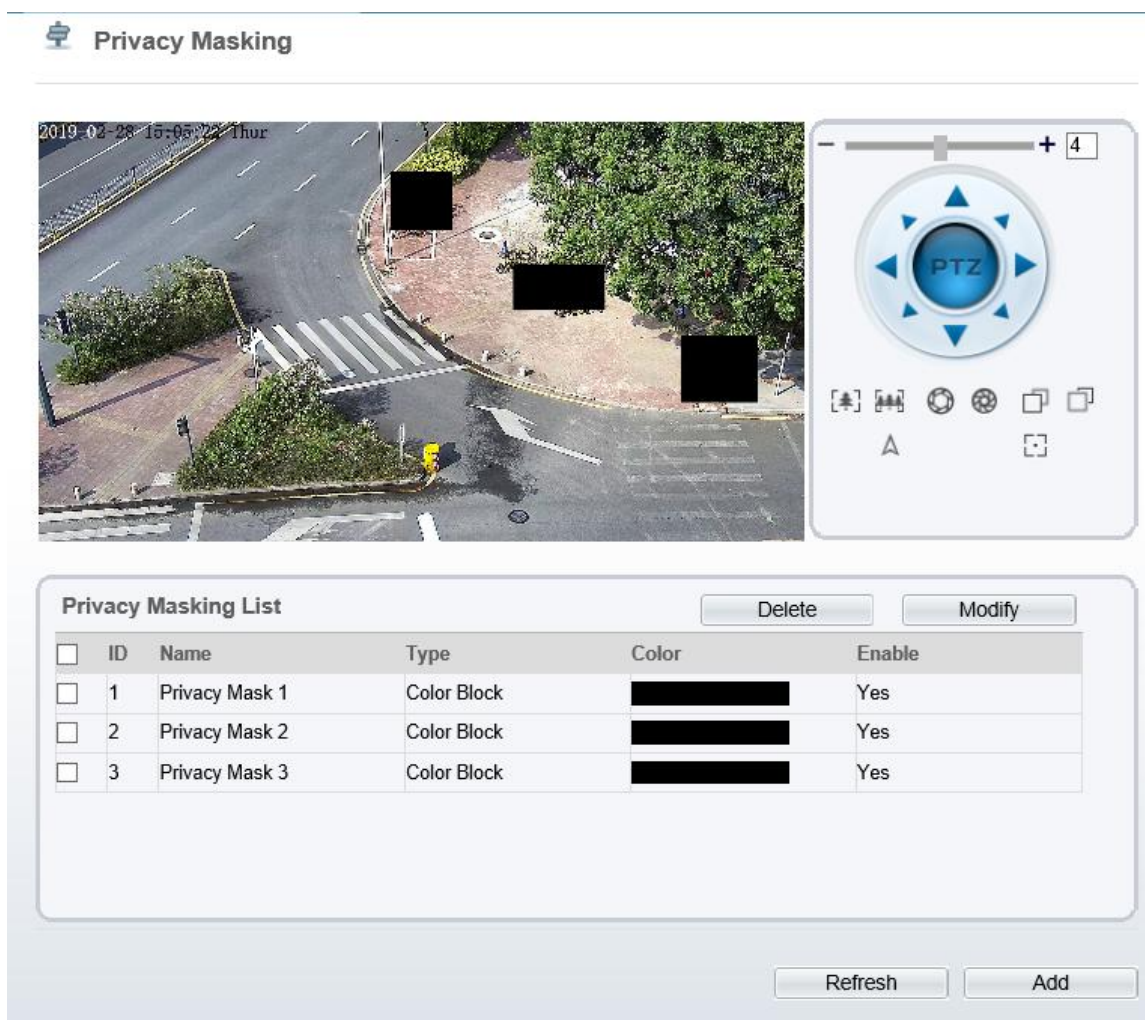 Privacy Masking
2019-02-28 15:05:22 Thur
- + 4
PTZ
Privacy Masking List Delete Modify
ID Name Type Color Enable
1 Privacy Mask 1 Color Block Yes
2 Privacy Mask 2 Color Block Yes
3 Privacy Mask 3 Color Block Yes
Refresh Add